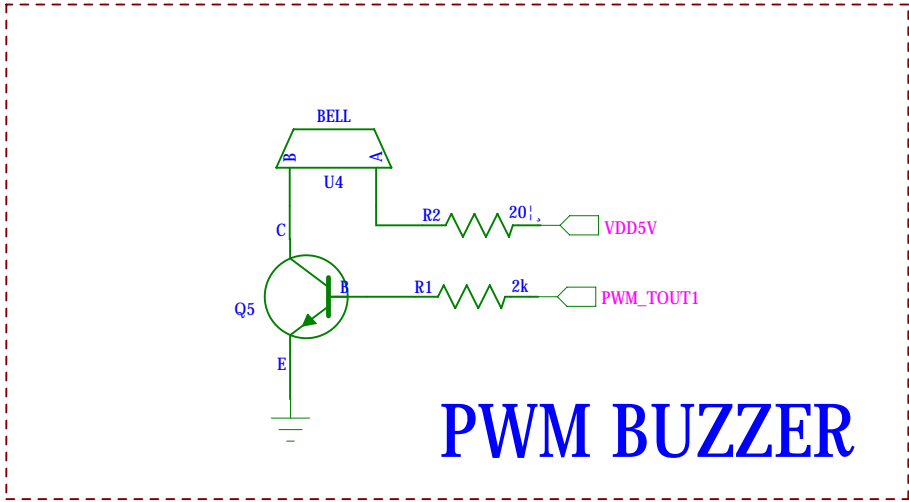 BELL
B
A
U4
R2
20¦¸
VDD5V
C
B
R1
2k
PWM_TOUT1
Q5
E
PWM BUZZER